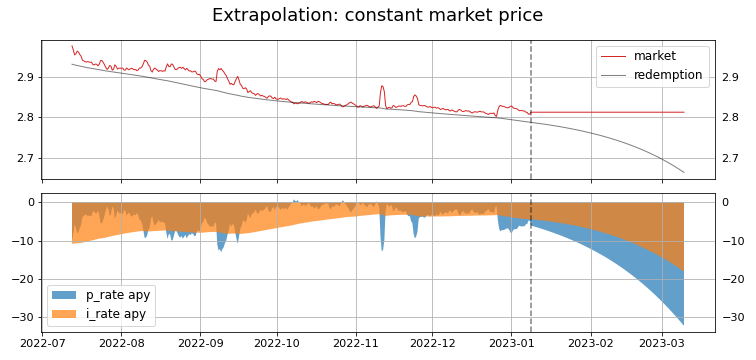 Extrapolation: constant market price
market
redemption
2.9 2.9
2.8 2.8
2.7 2.7
0 0
−10 −10
−20 −20
−30 −30
p_rate apy
i_rate apy
2022-07 2022-08 2022-09 2022-10 2022-11 2022-12 2023-01 2023-02 2023-03